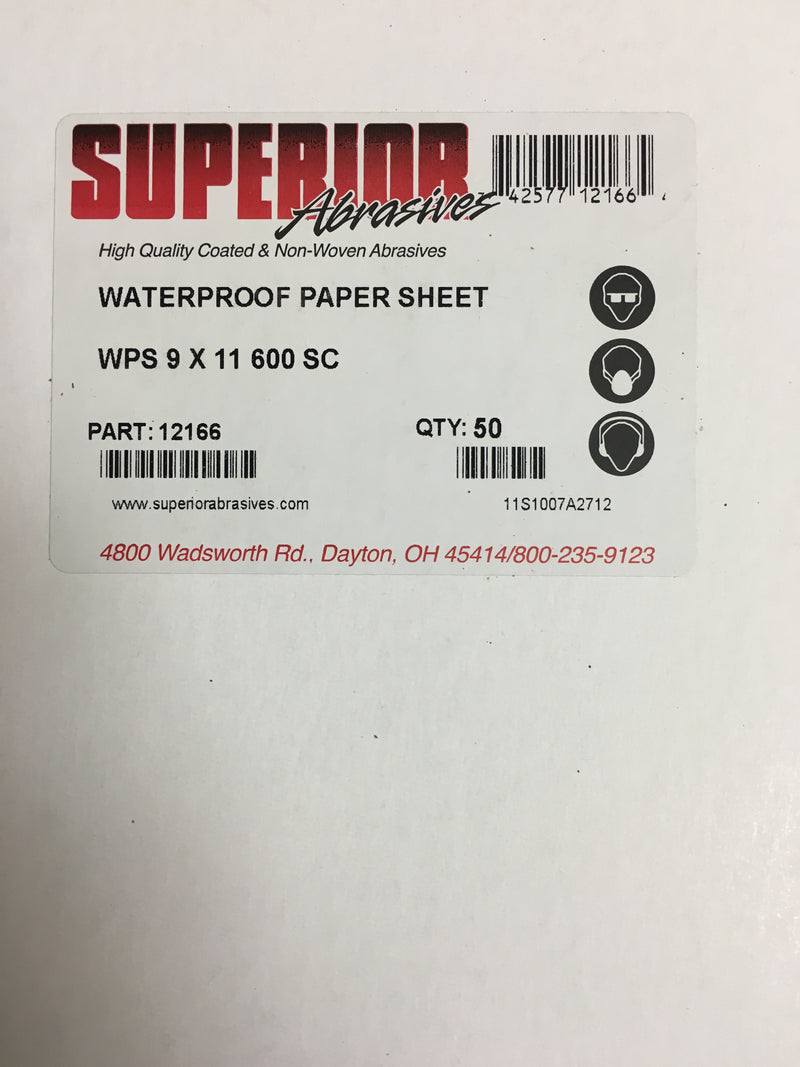 SUPERIOR
Abrasives
42577 12166
High Quality Coated & Non-Woven Abrasives
WATERPROOF PAPER SHEET
WPS 9 X 11 600 SC
PART: 12166
QTY: 50
www.superiorabrasives.com
11S1007A2712
4800 Wadsworth Rd., Dayton, OH 45414/800-235-9123